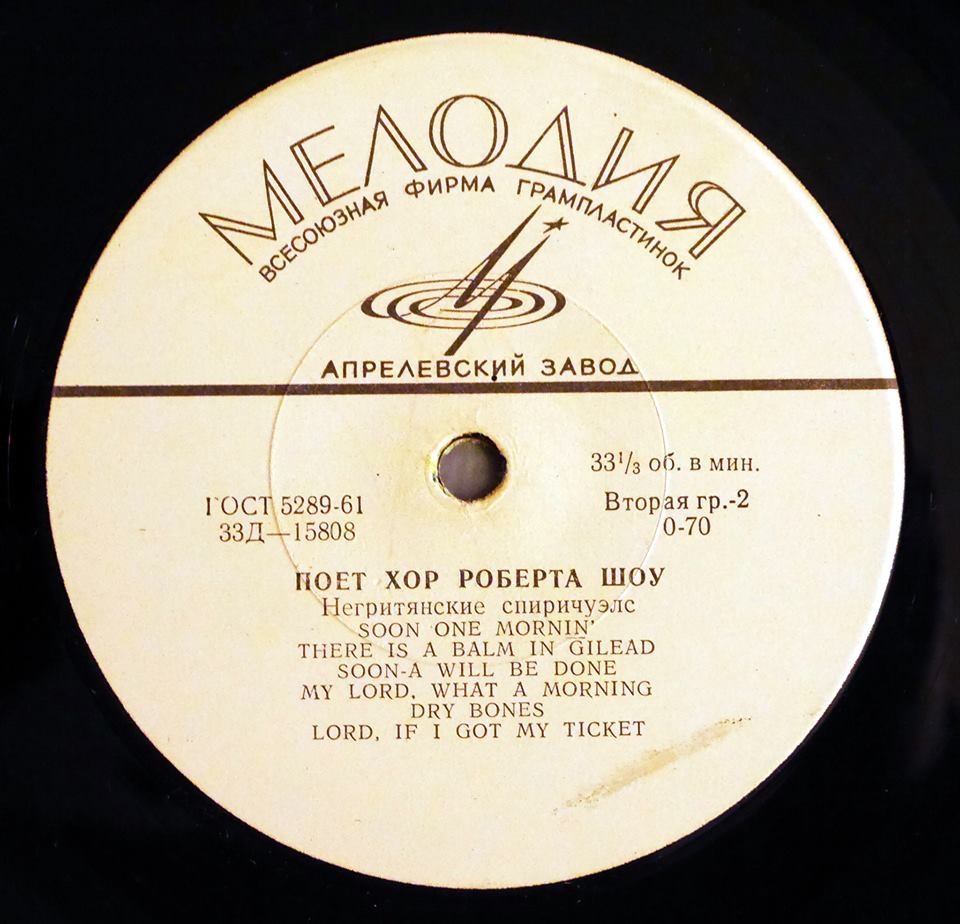 МЕЛОДИЯ
ВСЕСОЮЗНАЯ ФИРМА ГРАМПЛАСТИНОК
АПРЕЛЕВСКИЙ ЗАВОД
33⅓ об. в мин.
ГОСТ 5289-61
Вторая гр.-2
33Д—15808
0-70
ПОЕТ ХОР РОБЕРТА ШОУ
Негритянские спиричуэлс
SOON ONE MORNIN'
THERE IS A BALM IN GILEAD
SOON-A WILL BE DONE
MY LORD, WHAT A MORNING
DRY BONES
LORD, IF I GOT MY TICKET